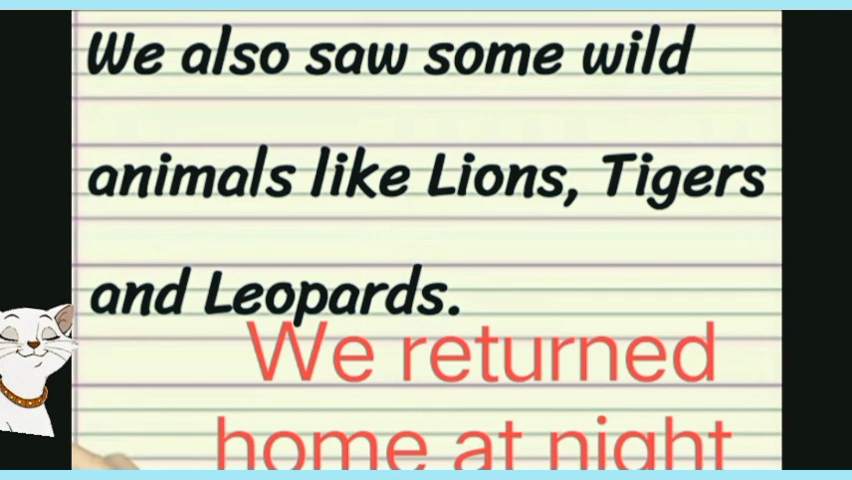 We also saw some wild
animals like Lions, Tigers
and Leopards.
We returned
home at night